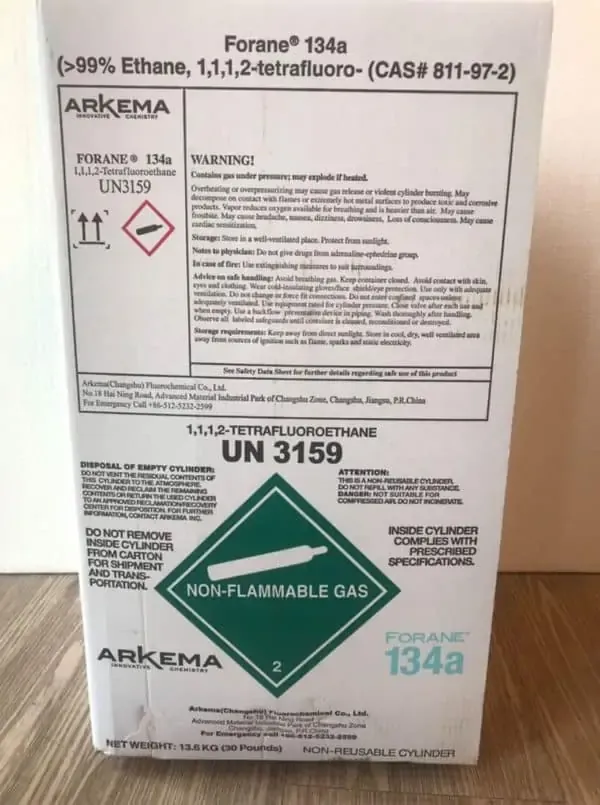 Forane® 134a
(>99% Ethane, 1,1,1,2-tetrafluoro- (CAS# 811-97-2)
ARKEMA
INNOVATIVE CHEMISTRY
FORANE® 134a
1,1,1,2-Tetrafluoroethane
UN3159
WARNING!
Contains gas under pressure; may explode if heated.
Overheating or overpressurizing may cause gas release or violent cylinder bursting. May
decompose on contact with flames or extremely hot metal surfaces to produce toxic and corrosive
products. Vapor reduces oxygen available for breathing and is heavier than air. May cause
frostbite. May cause headache, nausea, dizziness, drowsiness, Loss of consciousness. May cause
cardiac sensitization.
Storage: Store in a well-ventilated place. Protect from sunlight.
Notes to physician: Do not give drugs from adrenaline-ephedrine group.
In case of fire: Use extinguishing measures to suit surroundings.
Advice on safe handling: Avoid breathing gas. Keep container closed. Avoid contact with skin,
eyes and clothing. Wear cold-insulating gloves/face shield/eye protection. Use only with adequate
ventilation. Do not change or force fit connections. Do not enter confined spaces unless
adequately ventilated. Use equipment rated for cylinder pressure. Close valve after each use and
when empty. Use a backflow preventative device in piping. Wash thoroughly after handling.
Observe all labeled safeguards until container is cleaned, reconditioned or destroyed.
Storage requirements: Keep away from direct sunlight. Store in cool, dry, well ventilated area
away from sources of ignition such as flame, sparks and static electricity.
See Safety Data Sheet for further details regarding safe use of this product
Arkema(Changshu) Fluorochemical Co., Ltd.
No.18 Hai Ning Road, Advanced Material Industrial Park of Changshu Zone, Changshu, Jiangsu, P.R.China
For Emergency Call +86-512-5232-2599
1,1,1,2-TETRAFLUOROETHANE
UN 3159
DISPOSAL OF EMPTY CYLINDER:
DO NOT VENT THE RESIDUAL CONTENTS OF
THIS CYLINDER TO THE ATMOSPHERE.
RECOVER AND RECLAIM THE REMAINING
CONTENTS OR RETURN THE USED CYLINDER
TO AN APPROVED RECLAMATION/RECOVERY
CENTER FOR DISPOSITION. FOR FURTHER
INFORMATION, CONTACT ARKEMA INC.
ATTENTION:
THIS IS A NON-REUSABLE CYLINDER.
DO NOT REFILL WITH ANY SUBSTANCE.
DANGER: NOT SUITABLE FOR
COMPRESSED AIR. DO NOT INCINERATE.
DO NOT REMOVE
INSIDE CYLINDER
FROM CARTON
FOR SHIPMENT
AND TRANS-
PORTATION.
INSIDE CYLINDER
COMPLIES WITH
PRESCRIBED
SPECIFICATIONS.
NON-FLAMMABLE GAS
2
ARKEMA
INNOVATIVE CHEMISTRY
FORANE™
134a
Arkema(Changshu) Fluorochemical Co., Ltd.
No.18 Hai Ning Road
Advanced Material Industrial Park of Changshu Zone
Changshu, Jiangsu, P.R.China
For Emergency call +86-512-5232-2599
NET WEIGHT: 13.6 KG (30 Pounds)
NON-REUSABLE CYLINDER